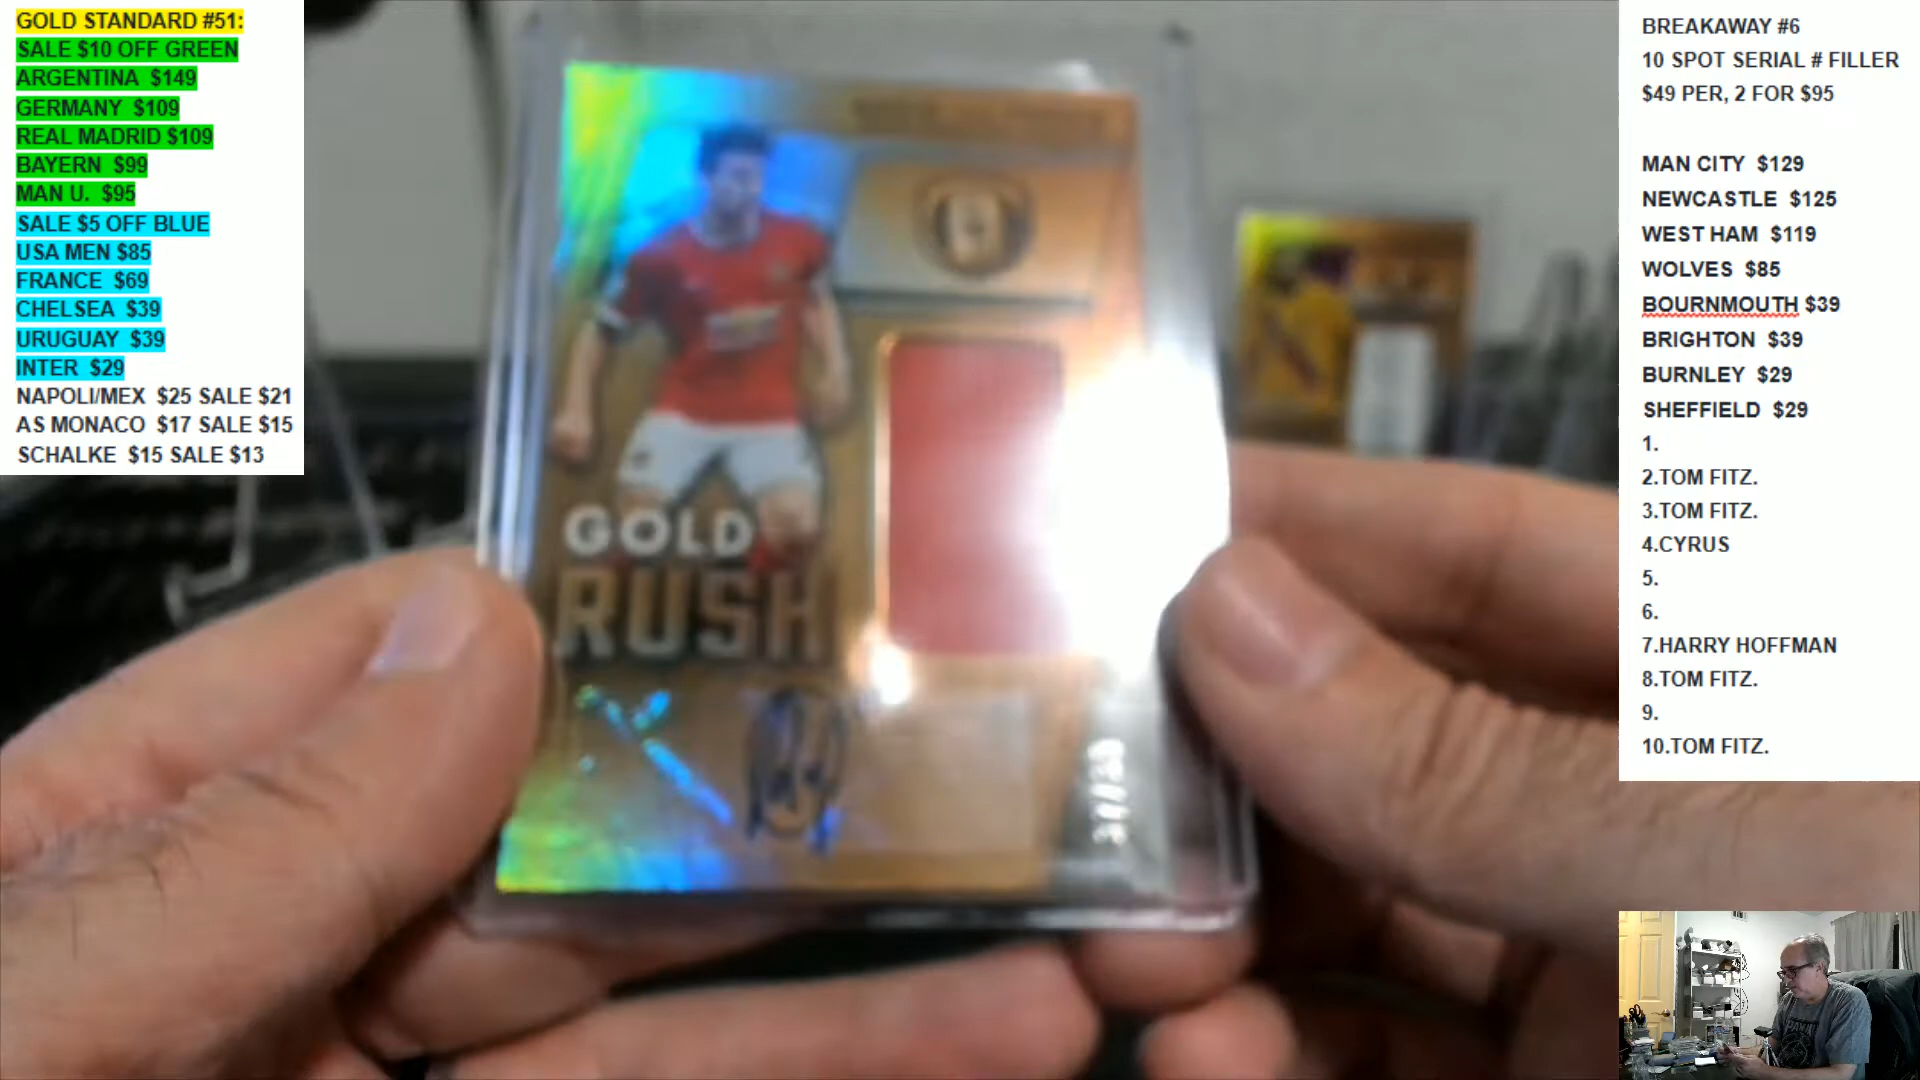 GOLD STANDARD #51:
SALE $10 OFF GREEN
ARGENTINA $149
GERMANY $109
REAL MADRID $109
BAYERN $99
MAN U. $95
SALE $5 OFF BLUE
USA MEN $85
FRANCE $69
CHELSEA $39
URUGUAY $39
INTER $29
NAPOLI/MEX $25 SALE $21
AS MONACO $17 SALE $15
SCHALKE $15 SALE $13
GOLD
RUSH
BREAKAWAY #6
10 SPOT SERIAL # FILLER
$49 PER, 2 FOR $95
MAN CITY $129
NEWCASTLE $125
WEST HAM $119
WOLVES $85
BOURNMOUTH $39
BRIGHTON $39
BURNLEY $29
SHEFFIELD $29
1.
2.TOM FITZ.
3.TOM FITZ.
4.CYRUS
5.
6.
7.HARRY HOFFMAN
8.TOM FITZ.
9.
10.TOM FITZ.